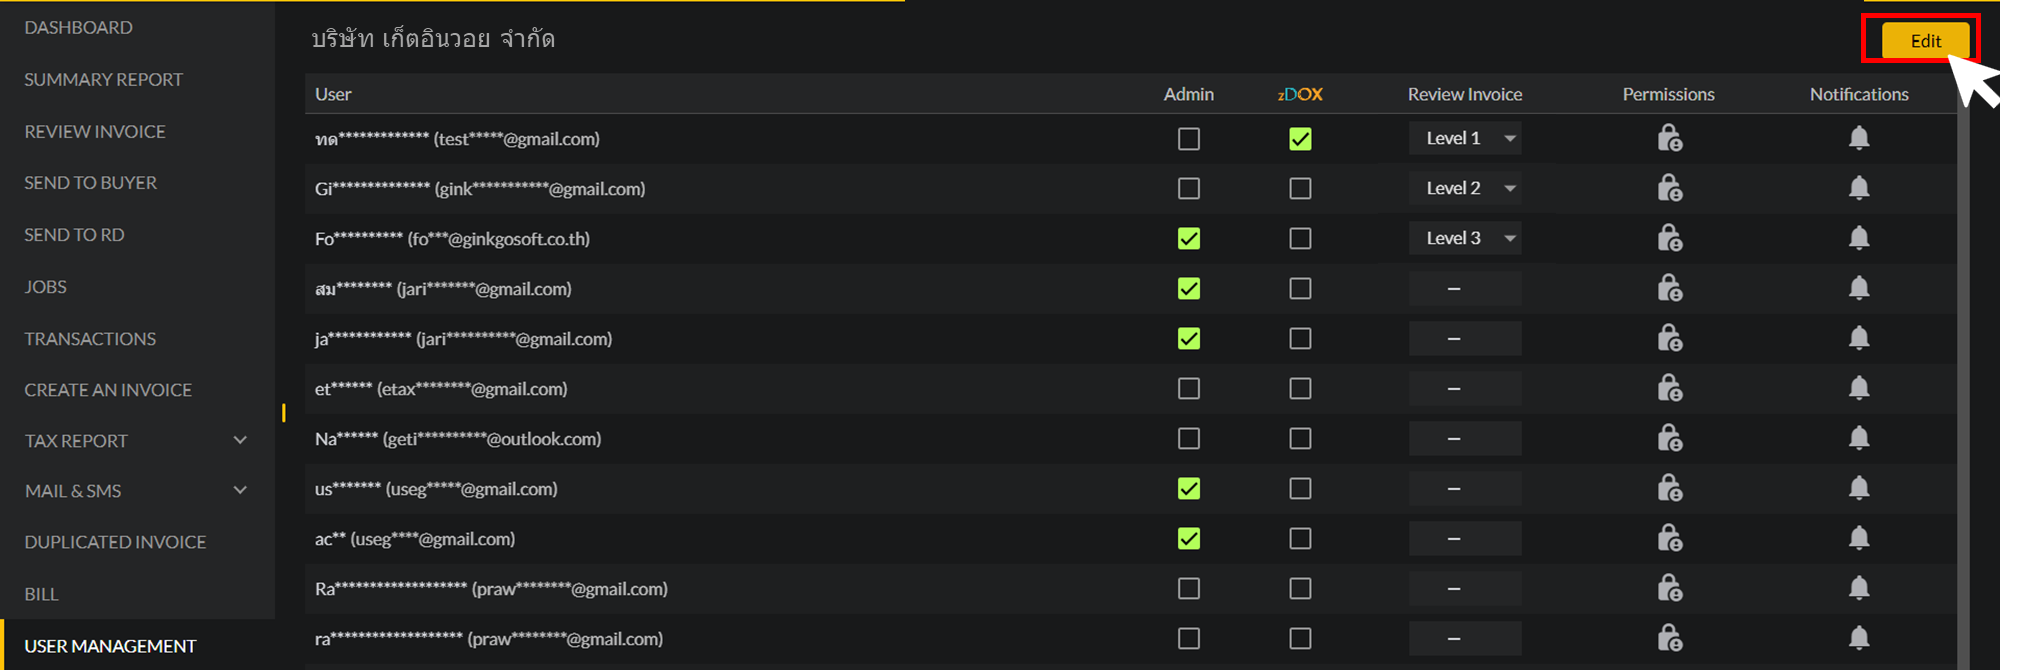 DASHBOARD
SUMMARY REPORT
REVIEW INVOICE
SEND TO BUYER
SEND TO RD
JOBS
TRANSACTIONS
CREATE AN INVOICE
TAX REPORT
MAIL & SMS
DUPLICATED INVOICE
BILL
USER MANAGEMENT
บริษัท เก็ตอินวอย จำกัด
Edit
User Admin zDOX Review Invoice Permissions Notifications
ทด************* (test*****@gmail.com) Level 1
Gi************** (gink***********@gmail.com) Level 2
Fo********** (fo***@ginkgosoft.co.th) Level 3
สม******** (jari*******@gmail.com) –
ja************ (jari**********@gmail.com) –
et****** (etax********@gmail.com) –
Na****** (geti**********@outlook.com) –
us******* (useg*****@gmail.com) –
ac** (useg****@gmail.com) –
Ra******************* (praw********@gmail.com) –
ra******************* (praw********@gmail.com) –